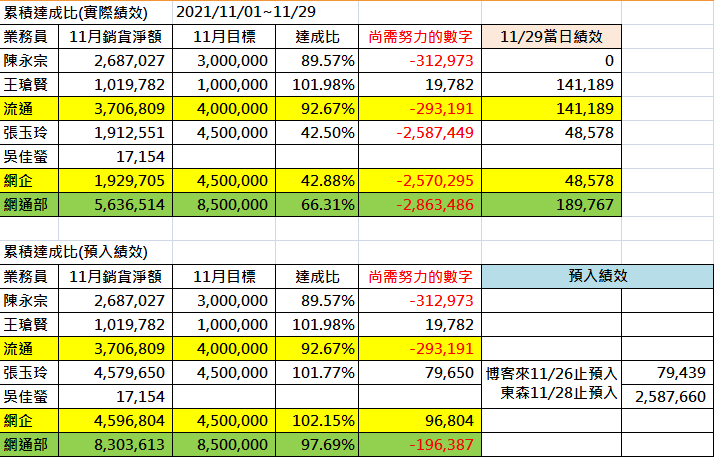 累積達成比(實際績效) 2021/11/01~11/29
業務員 11月銷貨淨額 11月目標 達成比 尚需努力的數字 11/29當日績效
陳永宗 2,687,027 3,000,000 89.57% -312,973 0
王瑲賢 1,019,782 1,000,000 101.98% 19,782 141,189
流通 3,706,809 4,000,000 92.67% -293,191 141,189
張玉玲 1,912,551 4,500,000 42.50% -2,587,449 48,578
吳佳螢 17,154
網企 1,929,705 4,500,000 42.88% -2,570,295 48,578
網通部 5,636,514 8,500,000 66.31% -2,863,486 189,767
累積達成比(預入績效)
業務員 11月銷貨淨額 11月目標 達成比 尚需努力的數字 預入績效
陳永宗 2,687,027 3,000,000 89.57% -312,973
王瑲賢 1,019,782 1,000,000 101.98% 19,782
流通 3,706,809 4,000,000 92.67% -293,191
張玉玲 4,579,650 4,500,000 101.77% 79,650 博客來11/26止預入 79,439
吳佳螢 17,154 東森11/28止預入 2,587,660
網企 4,596,804 4,500,000 102.15% 96,804
網通部 8,303,613 8,500,000 97.69% -196,387